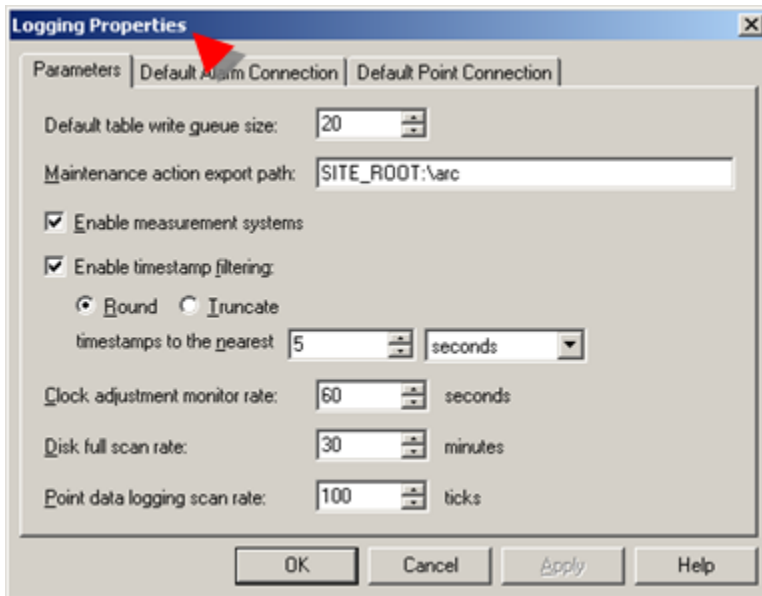 Logging Properties
Parameters Default Alarm Connection Default Point Connection
Default table write queue size: 20
Maintenance action export path: SITE_ROOT:\arc
Enable measurement systems
Enable timestamp filtering:
Round Truncate
timestamps to the nearest 5 seconds
Clock adjustment monitor rate: 60 seconds
Disk full scan rate: 30 minutes
Point data logging scan rate: 100 ticks
OK Cancel Apply Help